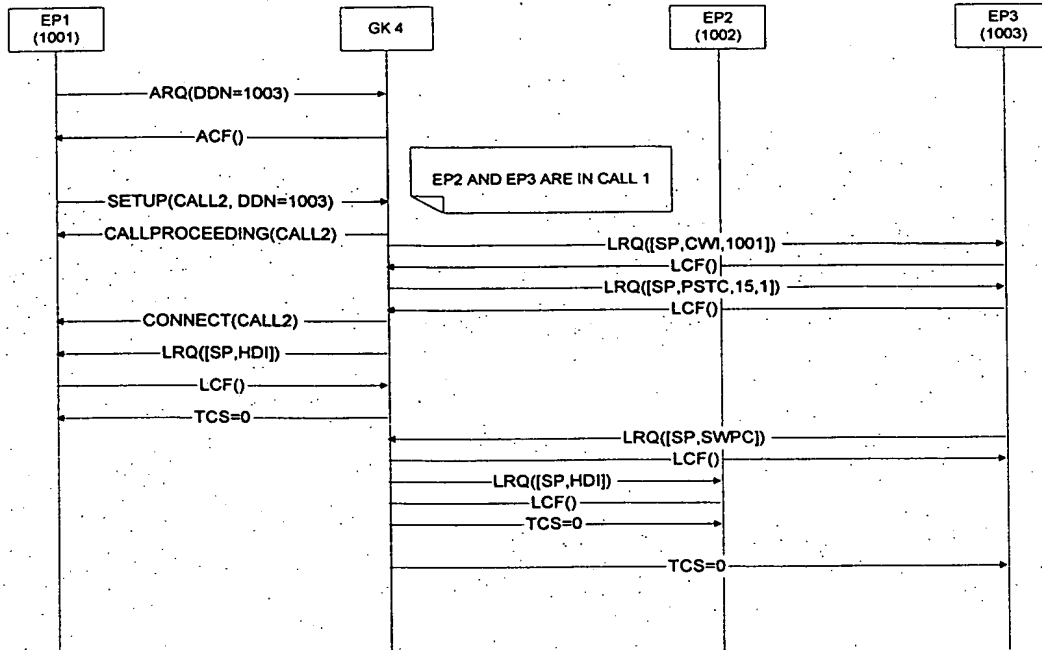 EP1
(1001)
GK 4
EP2
(1002)
EP3
(1003)
ARQ(DDN=1003)
ACF()
EP2 AND EP3 ARE IN CALL 1
SETUP(CALL2, DDN=1003)
CALLPROCEEDING(CALL2)
LRQ([SP,CWI,1001])
LCF()
LRQ([SP,PSTC,15,1])
LCF()
CONNECT(CALL2)
LRQ([SP,HDI])
LCF()
TCS=0
LRQ([SP,SWPC])
LCF()
LRQ([SP,HDI])
LCF()
TCS=0
TCS=0